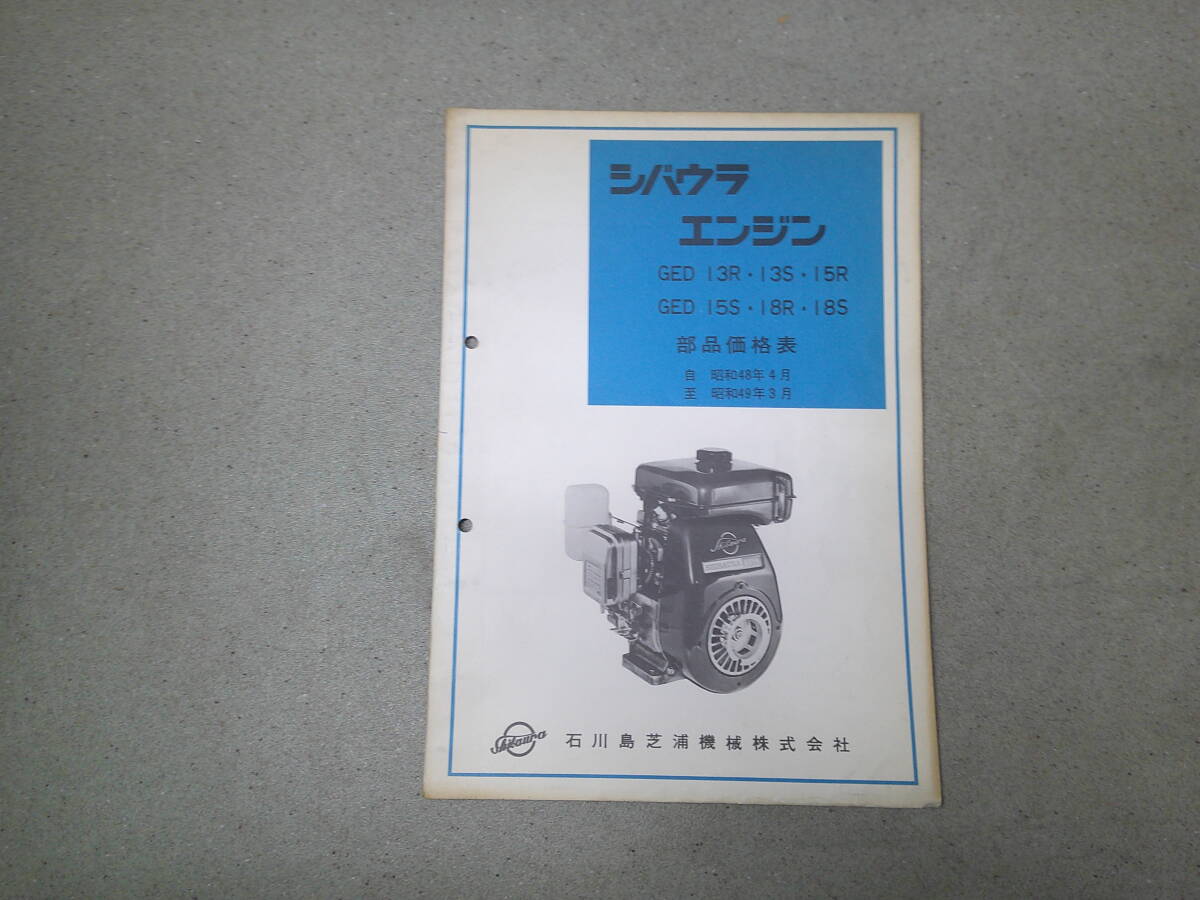 シバウラ
エンジン
GED 13R・13S・15R
GED 15S・18R・18S
部品価格表
自 昭和48年4月
至 昭和49年3月
Shibaura
Shibaura 石川島芝浦機械株式会社